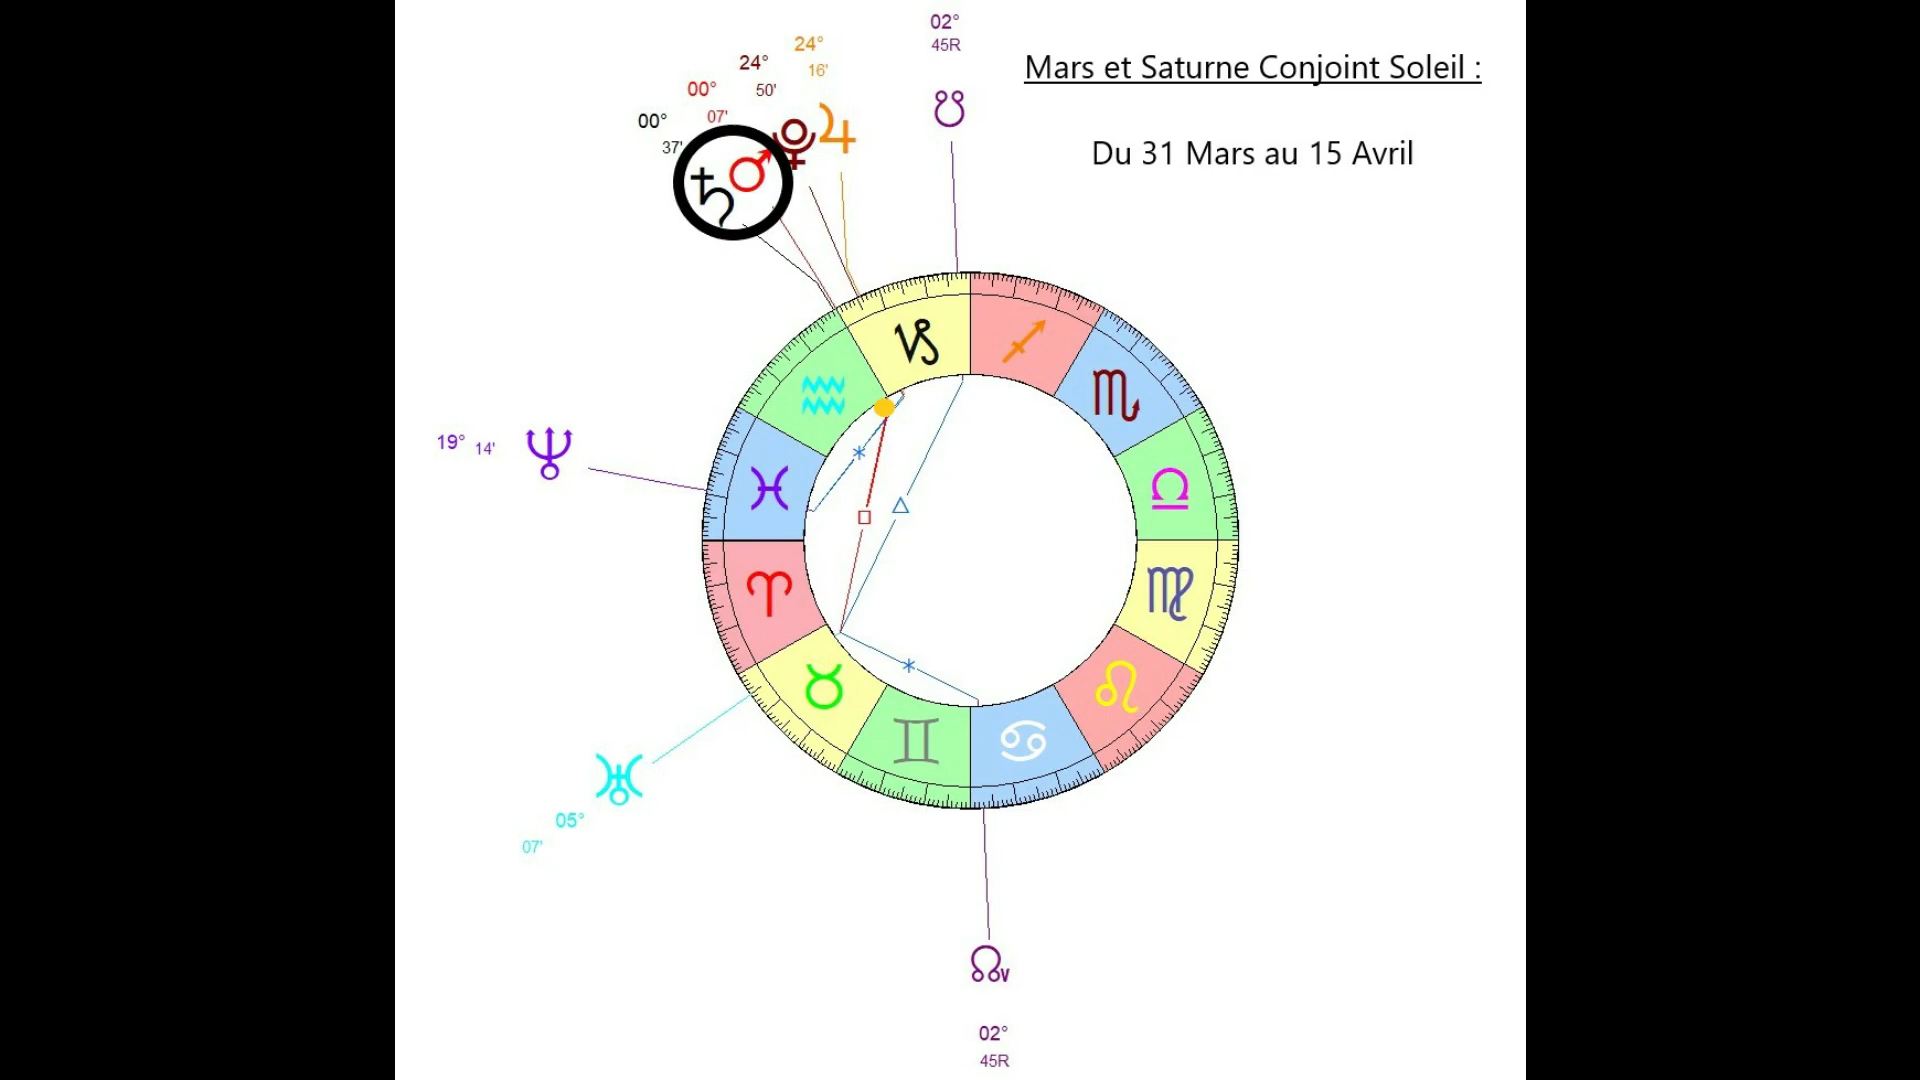 02°
45R
Mars et Saturne Conjoint Soleil :
24°
16'
24°
50'
00°
07'
00°
37'
Du 31 Mars au 15 Avril
19° 14'
05°
07'
V
02°
45R